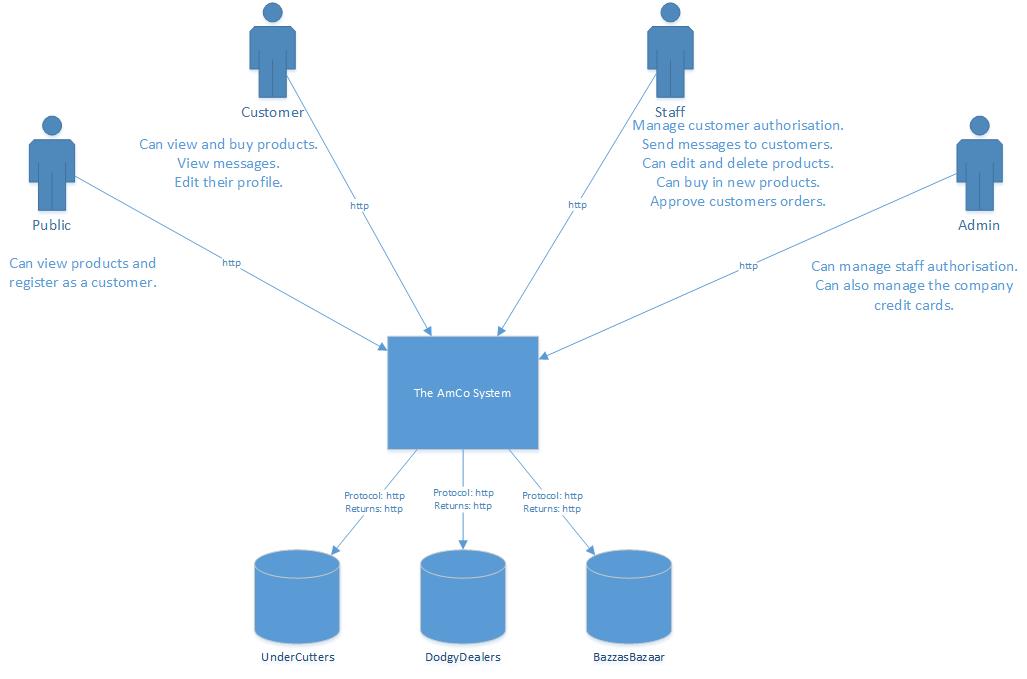 Customer
Can view and buy products.
View messages.
Edit their profile.
Staff
Manage customer authorisation.
Send messages to customers.
Can edit and delete products.
Can buy in new products.
Approve customers orders.
Public
Can view products and
register as a customer.
Admin
Can manage staff authorisation.
Can also manage the company
credit cards.
http
http
http
http
The AmCo System
Protocol: http
Returns: http
Protocol: http
Returns: http
Protocol: http
Returns: http
UnderCutters
DodgyDealers
BazzasBazaar